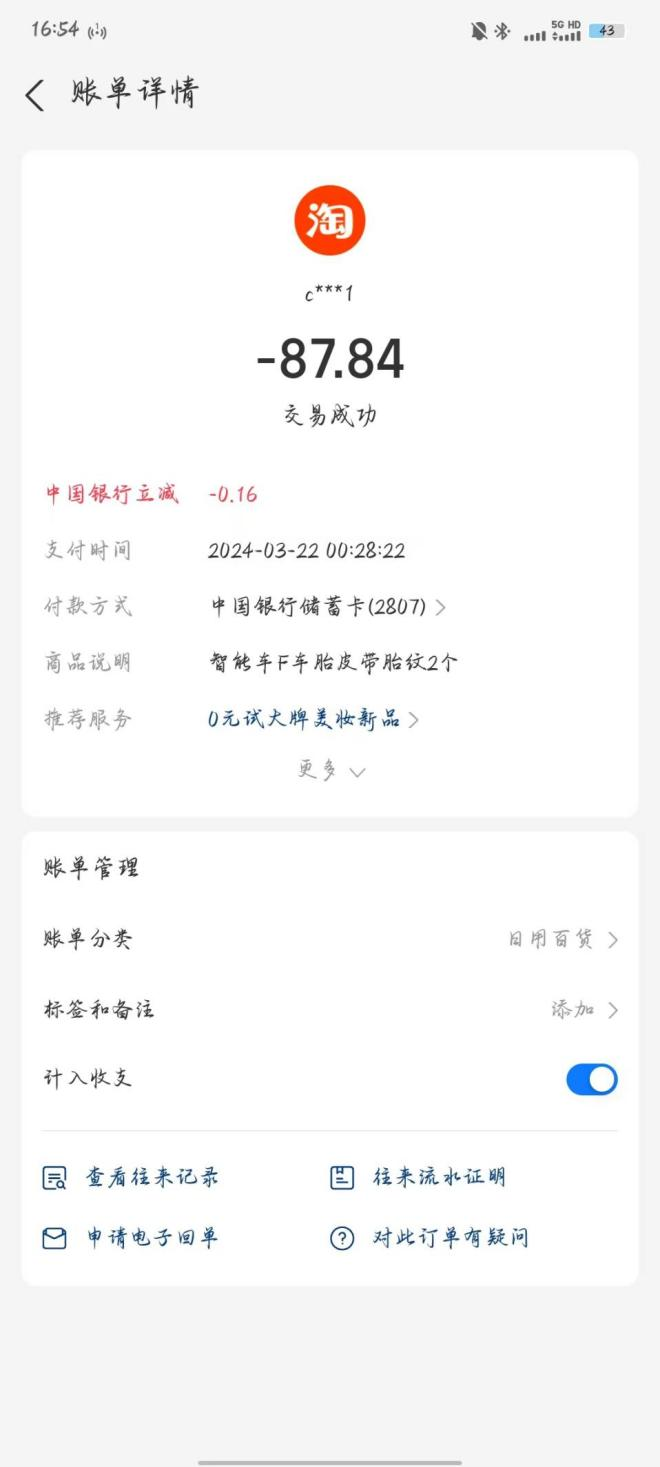 16:54
5G HD
43
账单详情
淘
c***1
-87.84
交易成功
中国银行立减 -0.16
支付时间 2024-03-22 00:28:22
付款方式 中国银行储蓄卡(2807)
商品说明 智能车F车胎皮带胎纹2个
推荐服务 0元试大牌美妆新品
更多
账单管理
账单分类 日用百货
标签和备注 添加
计入收支
查看往来记录 往来流水证明
申请电子回单 对此订单有疑问